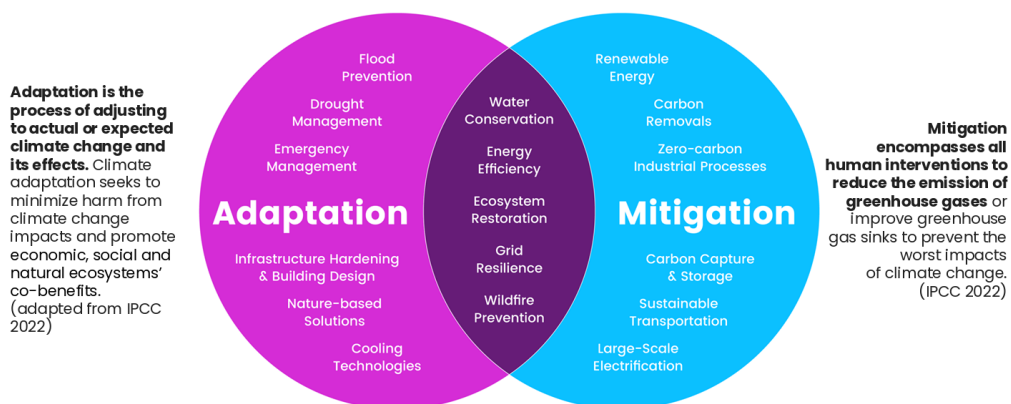 Adaptation is the
process of adjusting
to actual or expected
climate change and
its effects. Climate
adaptation seeks to
minimize harm from
climate change
impacts and promote
economic, social and
natural ecosystems’
co-benefits.
(adapted from IPCC
2022)
Flood
Prevention
Drought
Management
Emergency
Management
Adaptation
Infrastructure Hardening
& Building Design
Nature-based
Solutions
Cooling
Technologies
Water
Conservation
Energy
Efficiency
Ecosystem
Restoration
Grid
Resilience
Wildfire
Prevention
Renewable
Energy
Carbon
Removals
Zero-carbon
Industrial Processes
Mitigation
Carbon Capture
& Storage
Sustainable
Transportation
Large-Scale
Electrification
Mitigation
encompasses all
human interventions to
reduce the emission of
greenhouse gases or
improve greenhouse
gas sinks to prevent the
worst impacts
of climate change.
(IPCC 2022)